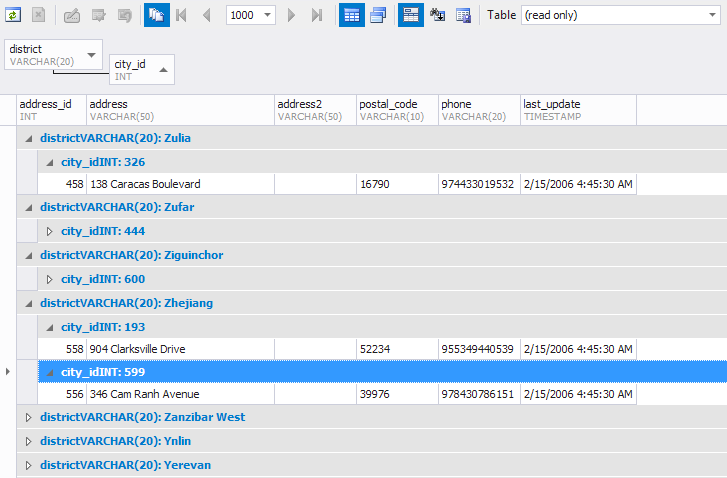 1000 Table (read only)
district
VARCHAR(20)
city_id
INT
address_id address address2 postal_code phone last_update
INT VARCHAR(50) VARCHAR(50) VARCHAR(10) VARCHAR(20) TIMESTAMP
districtVARCHAR(20): Zulia
city_idINT: 326
458 138 Caracas Boulevard 16790 974433019532 2/15/2006 4:45:30 AM
districtVARCHAR(20): Zufar
city_idINT: 444
districtVARCHAR(20): Ziguinchor
city_idINT: 600
districtVARCHAR(20): Zhejiang
city_idINT: 193
558 904 Clarksville Drive 52234 955349440539 2/15/2006 4:45:30 AM
city_idINT: 599
556 346 Cam Ranh Avenue 39976 978430786151 2/15/2006 4:45:30 AM
districtVARCHAR(20): Zanzibar West
districtVARCHAR(20): Ynlin
districtVARCHAR(20): Yerevan